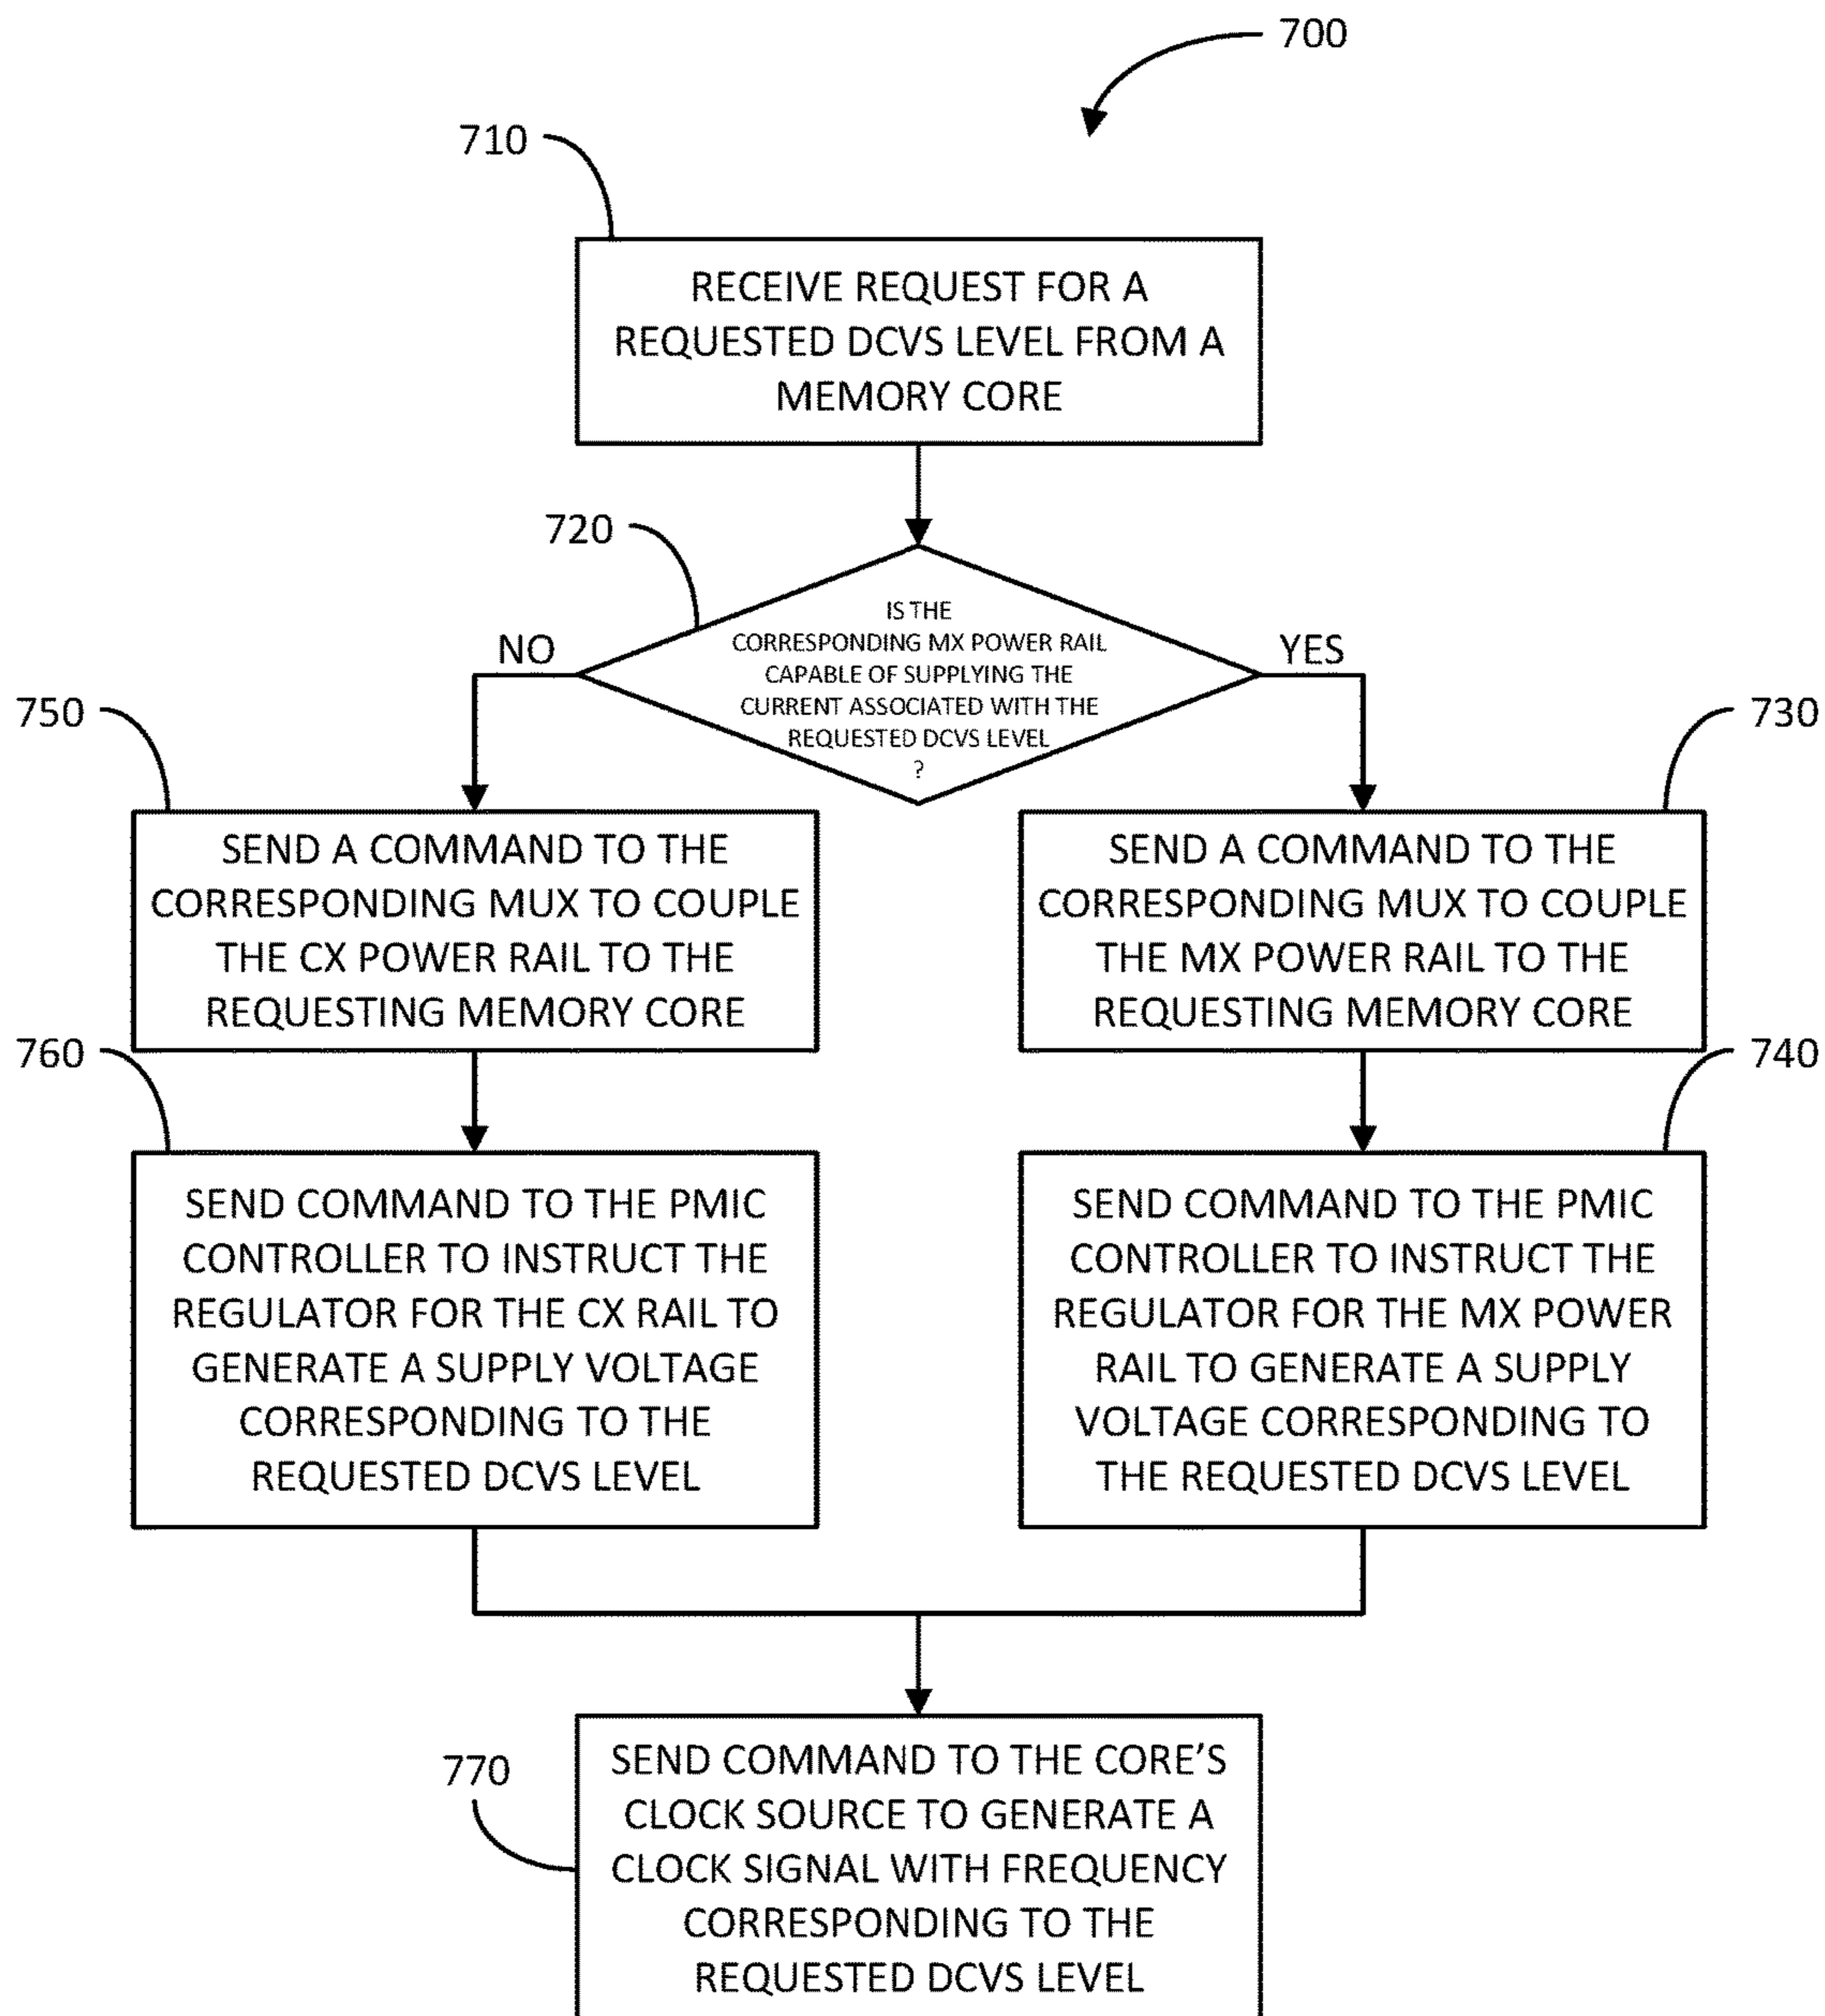 700
710
RECEIVE REQUEST FOR A
REQUESTED DCVS LEVEL FROM A
MEMORY CORE
720
IS THE
CORRESPONDING MX POWER RAIL
CAPABLE OF SUPPLYING THE
CURRENT ASSOCIATED WITH THE
REQUESTED DCVS LEVEL
?
NO
YES
750
SEND A COMMAND TO THE
CORRESPONDING MUX TO COUPLE
THE CX POWER RAIL TO THE
REQUESTING MEMORY CORE
730
SEND A COMMAND TO THE
CORRESPONDING MUX TO COUPLE
THE MX POWER RAIL TO THE
REQUESTING MEMORY CORE
760
SEND COMMAND TO THE PMIC
CONTROLLER TO INSTRUCT THE
REGULATOR FOR THE CX RAIL TO
GENERATE A SUPPLY VOLTAGE
CORRESPONDING TO THE
REQUESTED DCVS LEVEL
740
SEND COMMAND TO THE PMIC
CONTROLLER TO INSTRUCT THE
REGULATOR FOR THE MX POWER
RAIL TO GENERATE A SUPPLY
VOLTAGE CORRESPONDING TO
THE REQUESTED DCVS LEVEL
770
SEND COMMAND TO THE CORE'S
CLOCK SOURCE TO GENERATE A
CLOCK SIGNAL WITH FREQUENCY
CORRESPONDING TO THE
REQUESTED DCVS LEVEL